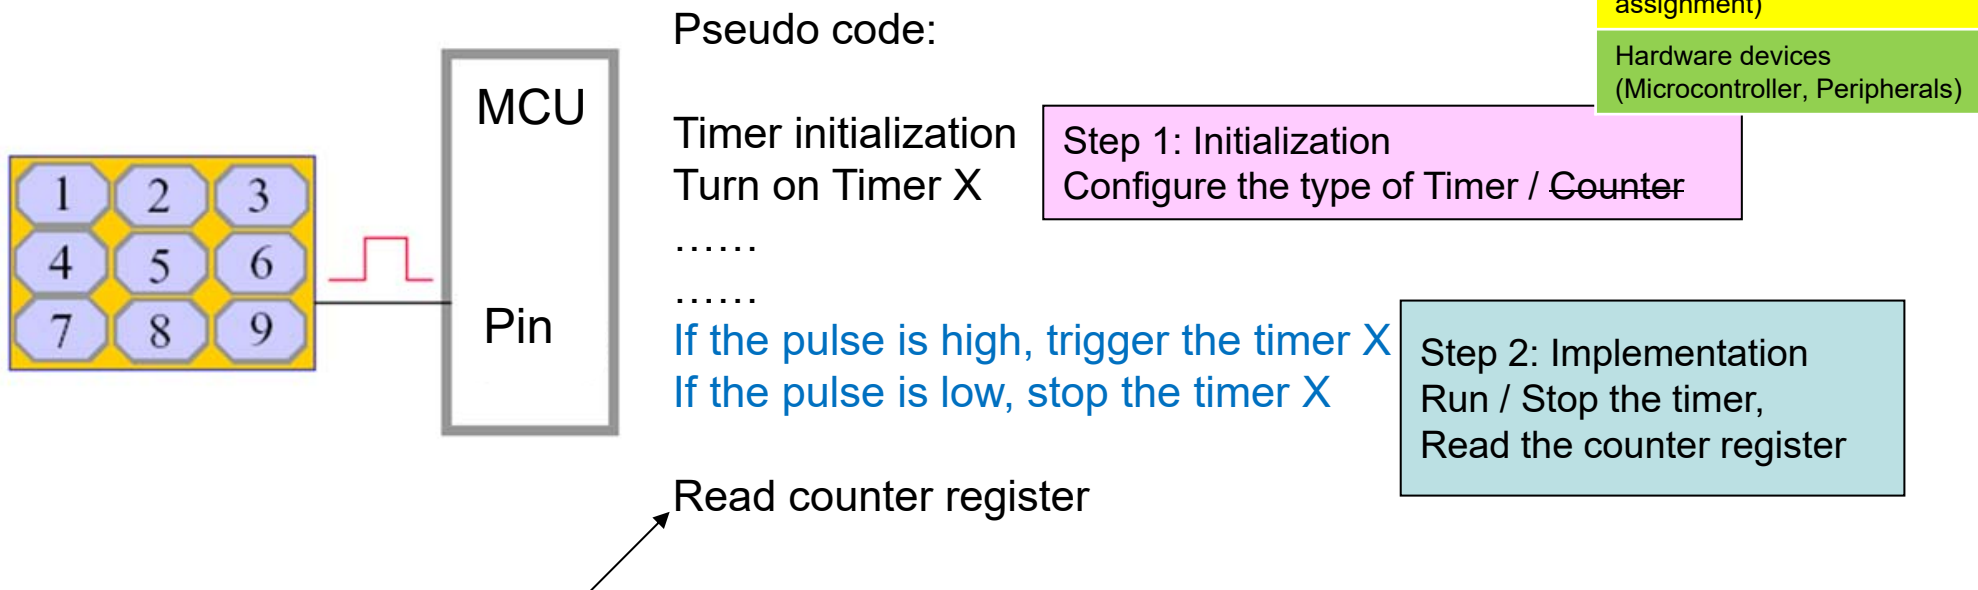 Pseudo code:
assignment)
Hardware devices
(Microcontroller, Peripherals)
MCU
Timer initialization
Turn on Timer X
Step 1: Initialization
Configure the type of Timer / Counter
1 2 3
4 5 6
7 8 9
……
……
Pin
If the pulse is high, trigger the timer X
If the pulse is low, stop the timer X
Step 2: Implementation
Run / Stop the timer,
Read the counter register
Read counter register